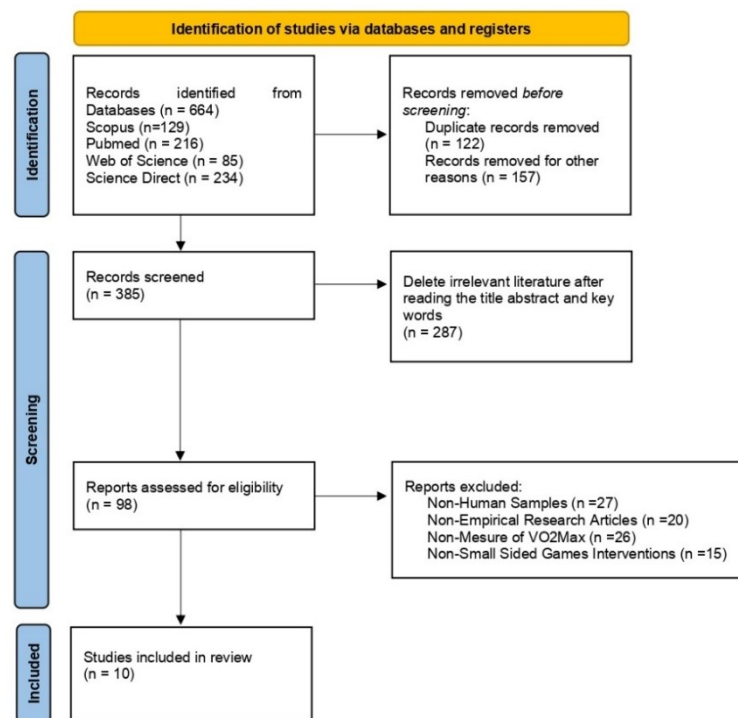 Identification of studies via databases and registers
Identification
Records identified from
Databases (n = 664)
Scopus (n=129)
Pubmed (n = 216)
Web of Science (n = 85)
Science Direct (n = 234)
Records removed before
screening:
Duplicate records removed
(n = 122)
Records removed for other
reasons (n = 157)
Screening
Records screened
(n = 385)
Delete irrelevant literature after
reading the title abstract and key
words
(n = 287)
Reports assessed for eligibility
(n = 98)
Reports excluded:
Non-Human Samples (n =27)
Non-Empirical Research Articles (n =20)
Non-Mesure of VO2Max (n =26)
Non-Small Sided Games Interventions (n =15)
Included
Studies included in review
(n = 10)